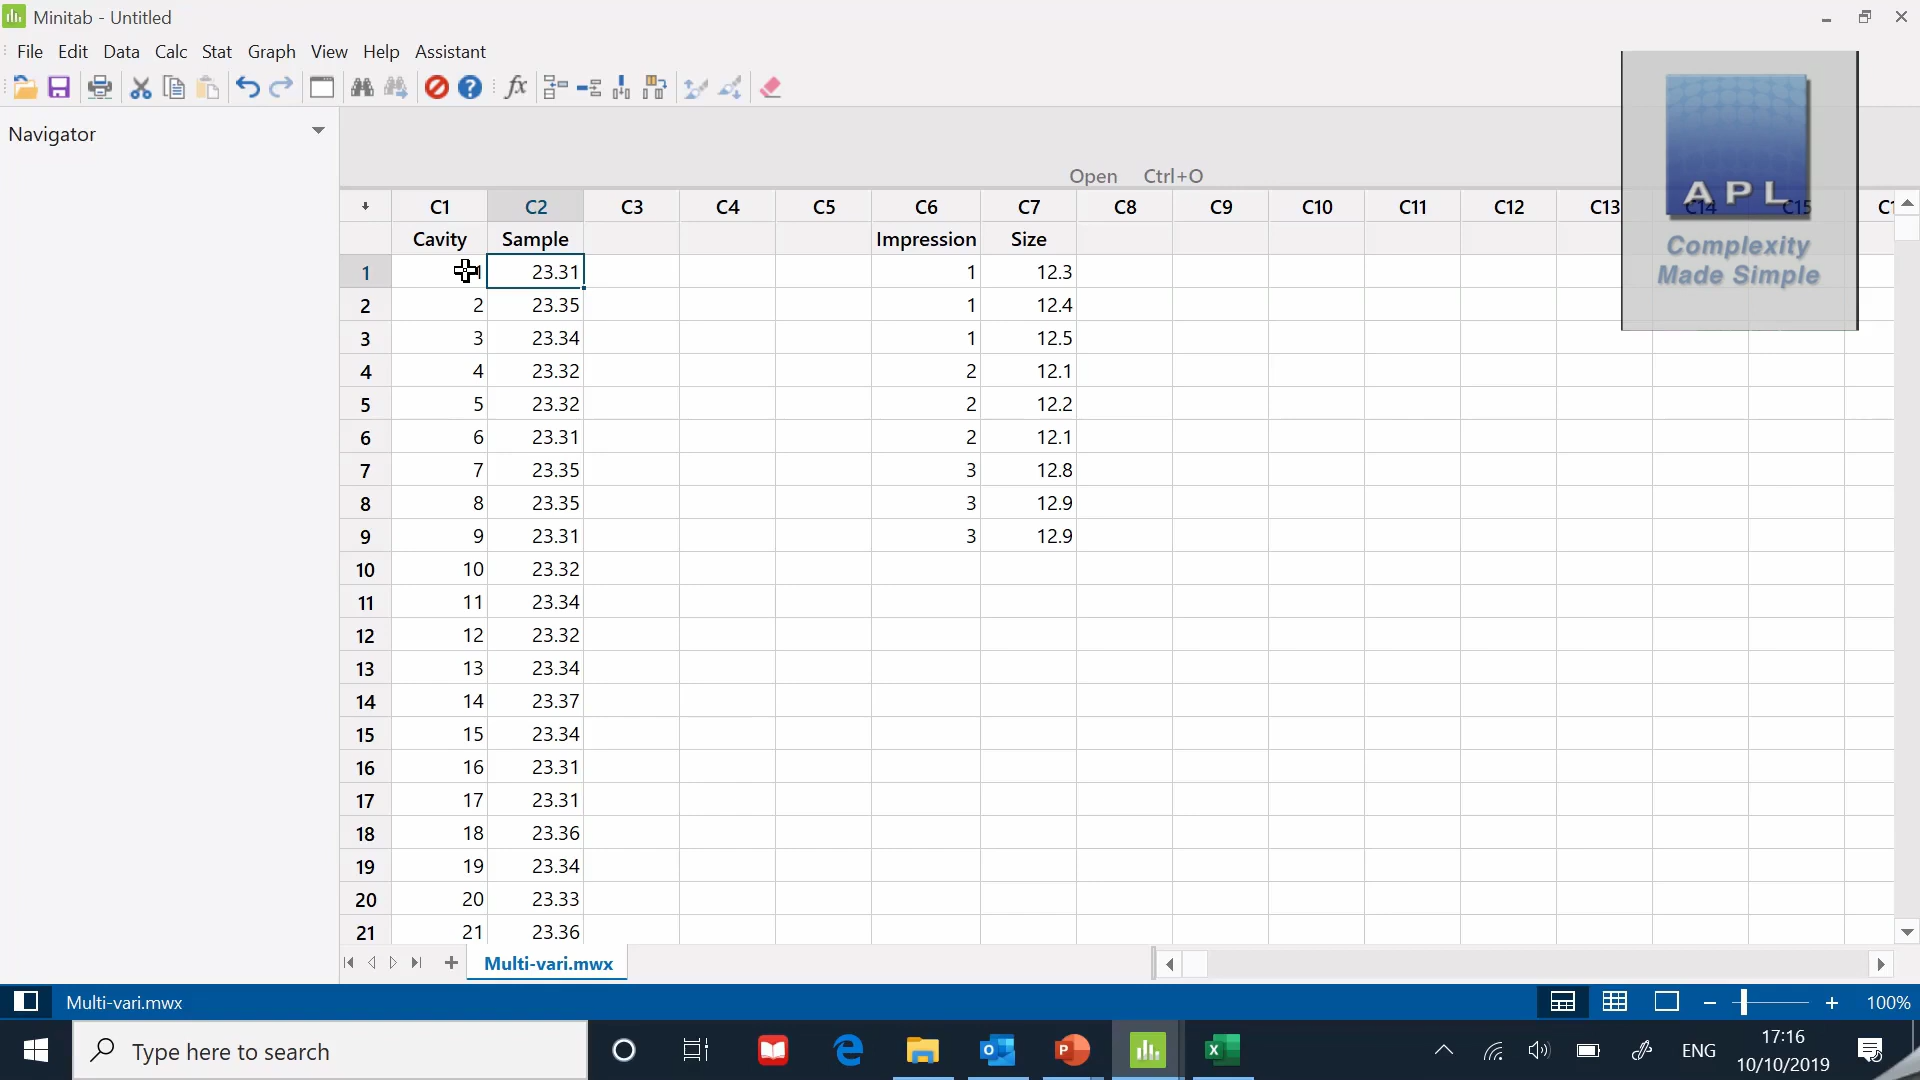 Minitab - Untitled
File Edit Data Calc Stat Graph View Help Assistant
Navigator
Open Ctrl+O
APL
Complexity
Made Simple
C1 C2 C3 C4 C5 C6 C7 C8 C9 C10 C11 C12 C13 C14 C15
Cavity Sample Impression Size
1 1 23.31 1 12.3
2 2 23.35 1 12.4
3 3 23.34 1 12.5
4 4 23.32 2 12.1
5 5 23.32 2 12.2
6 6 23.31 2 12.1
7 7 23.35 3 12.8
8 8 23.35 3 12.9
9 9 23.31 3 12.9
10 10 23.32
11 11 23.34
12 12 23.32
13 13 23.34
14 14 23.37
15 15 23.34
16 16 23.31
17 17 23.31
18 18 23.36
19 19 23.34
20 20 23.33
21 21 23.36
Multi-vari.mwx
Multi-vari.mwx 100%
Type here to search
ENG
17:16
10/10/2019